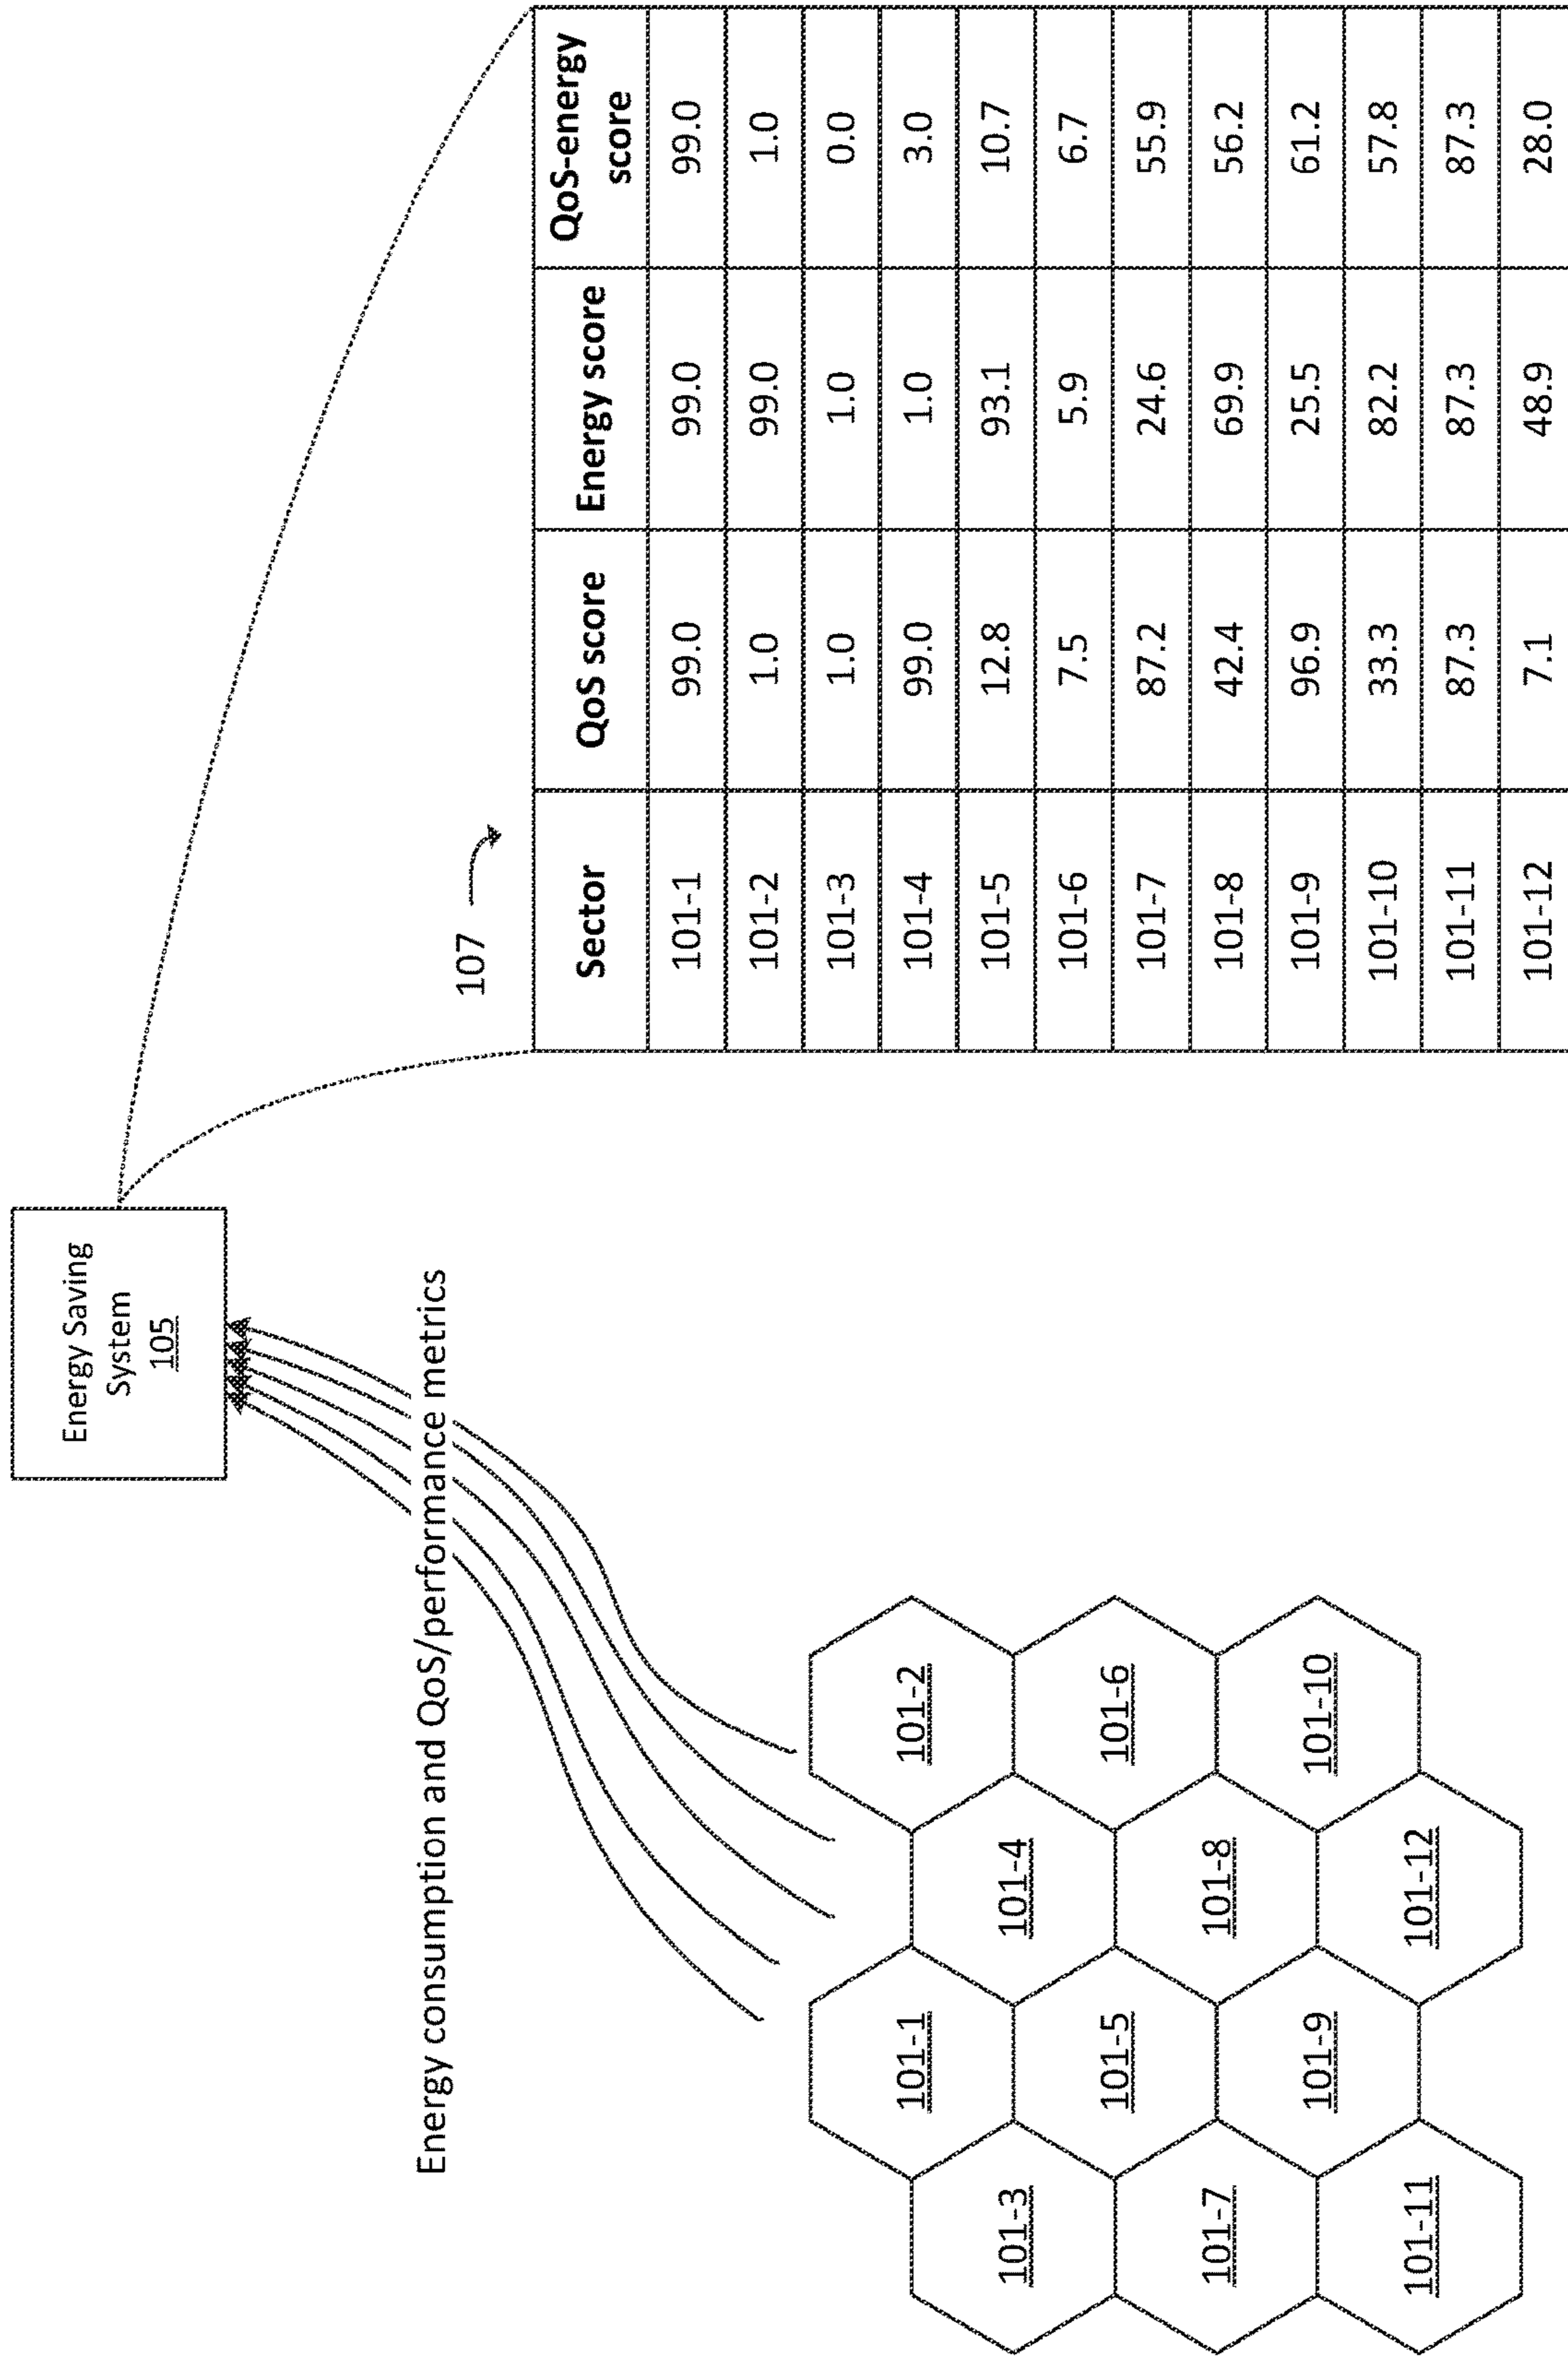 Energy Saving
System
105
Energy consumption and QoS/performance metrics
101-1
101-2
101-3
101-4
101-5
101-6
101-7
101-8
101-9
101-10
101-11
101-12
107
Sector QoS score Energy score QoS-energy score
101-1 99.0 99.0 99.0
101-2 1.0 99.0 1.0
101-3 1.0 1.0 0.0
101-4 99.0 1.0 3.0
101-5 12.8 93.1 10.7
101-6 7.5 5.9 6.7
101-7 87.2 24.6 55.9
101-8 42.4 69.9 56.2
101-9 96.9 25.5 61.2
101-10 33.3 82.2 57.8
101-11 87.3 87.3 87.3
101-12 7.1 48.9 28.0